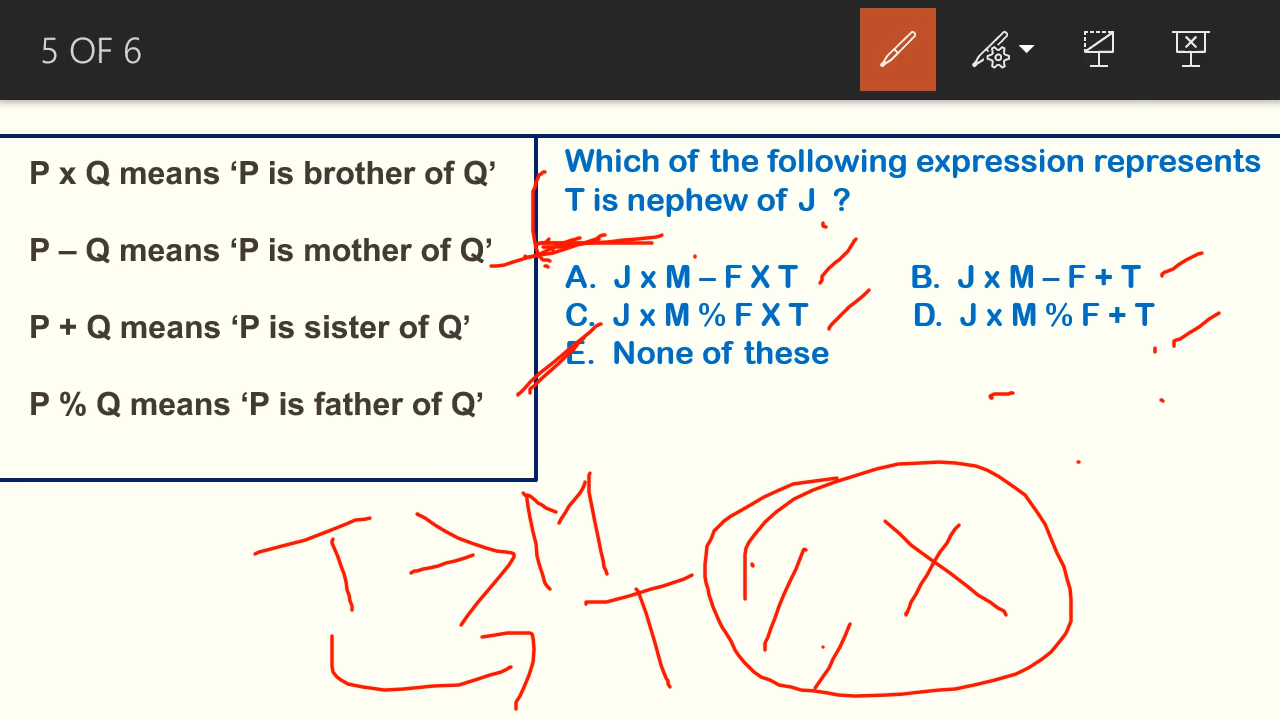 5 OF 6
P x Q means ‘P is brother of Q’
P – Q means ‘P is mother of Q’
P + Q means ‘P is sister of Q’
P % Q means ‘P is father of Q’
Which of the following expression represents
T is nephew of J ?
A. J x M – F X T
B. J x M – F + T
C. J x M % F X T
D. J x M % F + T
E. None of these
T M
T X